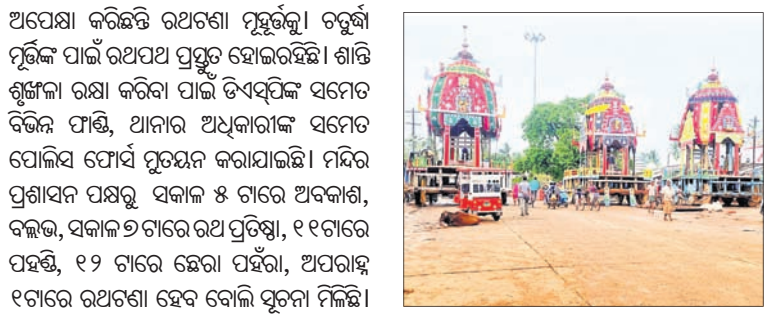 ଅପେକ୍ଷା କରିଛନ୍ତି ରଥଟଣା ମୂହୂର୍ତ୍ତକୁ। ଚତୁର୍ଦ୍ଧା
ମୂର୍ତ୍ତିଙ୍କ ପାଇଁ ରଥପଥ ପ୍ରସ୍ତୁତ ହୋଇରହିଛି। ଶାନ୍ତି
ଶୃଙ୍ଖଳା ରକ୍ଷା କରିବା ପାଇଁ ଡିଏସ୍‌ପିଙ୍କ ସମେତ
ବିଭିନ୍ନ ଫାଣ୍ଡି, ଥାନାର ଅଧିକାରୀଙ୍କ ସମେତ
ପୋଲିସ ଫୋର୍ସ ମୁତୟନ କରାଯାଇଛି। ମନ୍ଦିର
ପ୍ରଶାସନ ପକ୍ଷରୁ ସକାଳ ୫ ଟାରେ ଅବକାଶ,
ବଲ୍ଲଭ, ସକାଳ ୭ ଟାରେ ରଥ ପ୍ରତିଷ୍ଠା, ୧୧ଟାରେ
ପହଣ୍ଡି, ୧୨ ଟାରେ ଛେରା ପହଁରା, ଅପରାହ୍ନ
୧ଟାରେ ରଥଟଣା ହେବ ବୋଲି ସୂଚନା ମିଳିଛି।